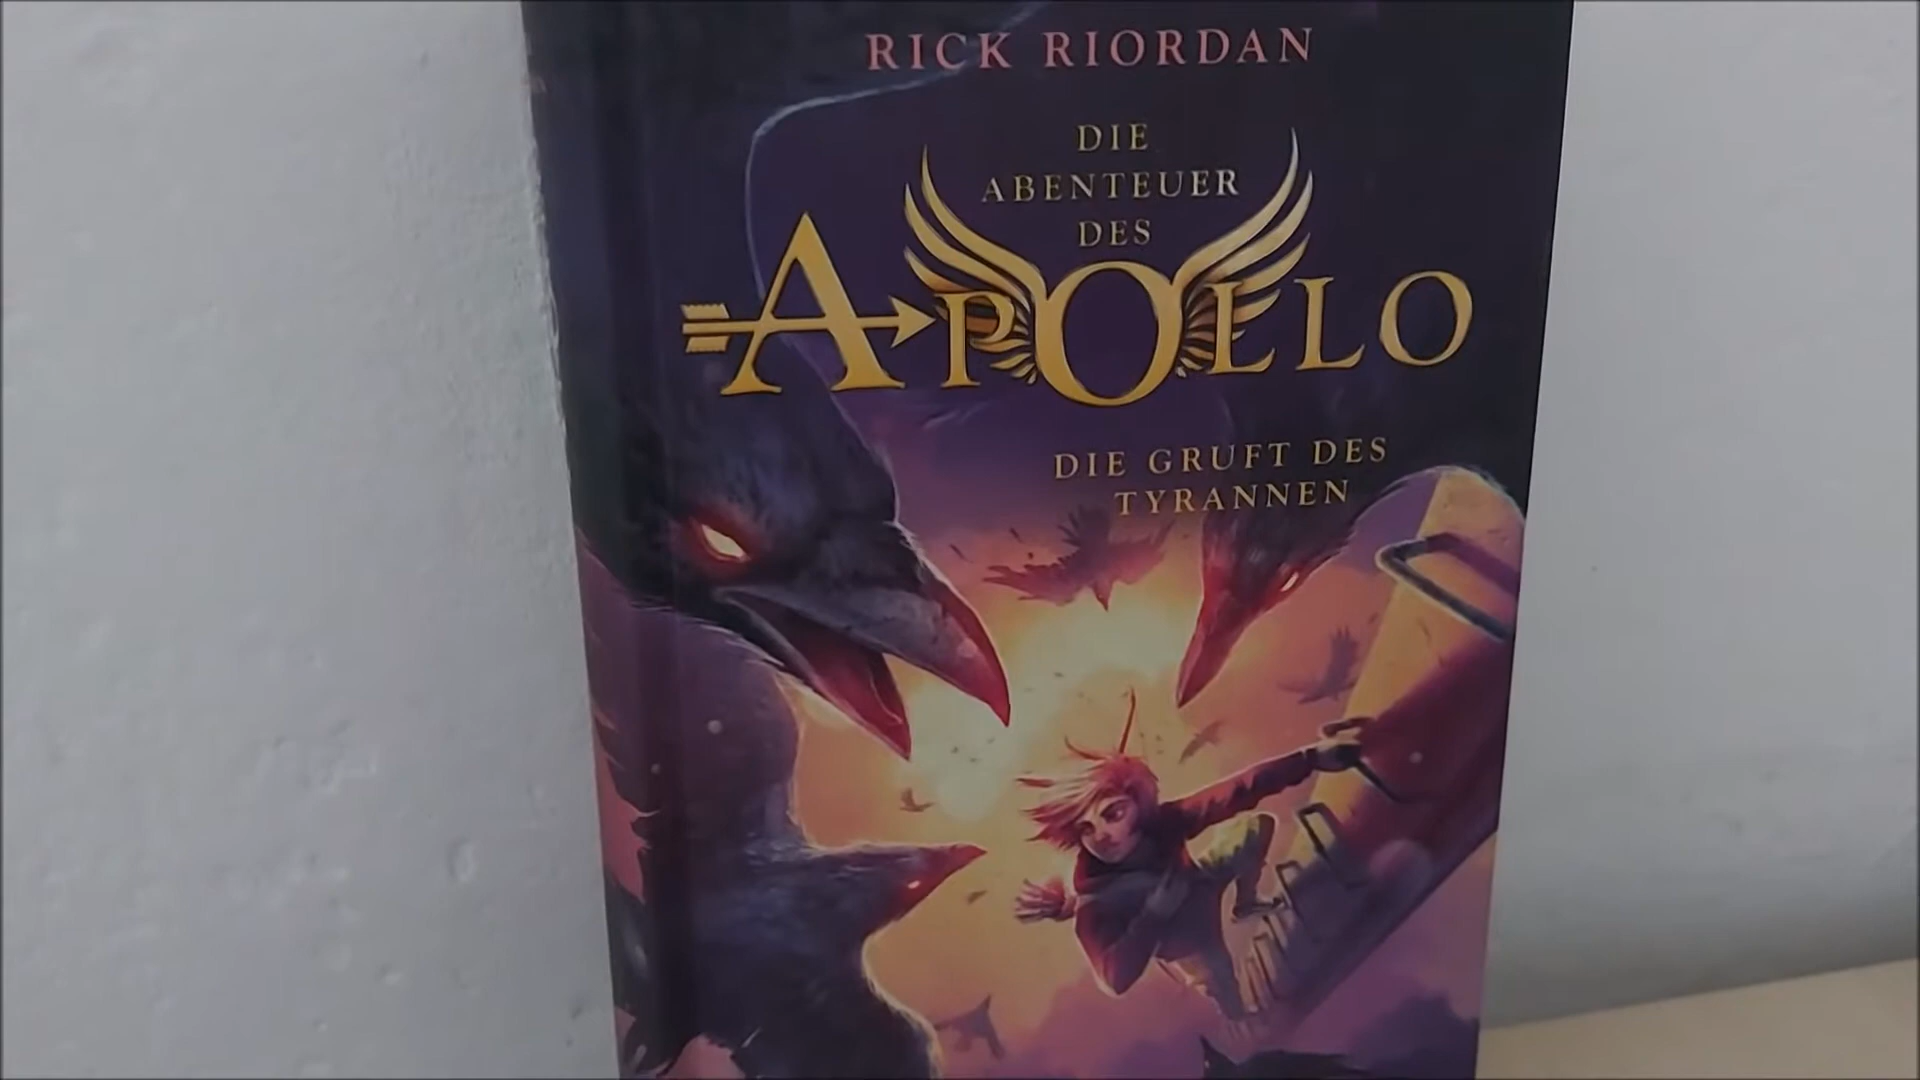 RICK RIORDAN
DIE
ABENTEUER
DES
APOLLO
DIE GRUFT DES
TYRANNEN